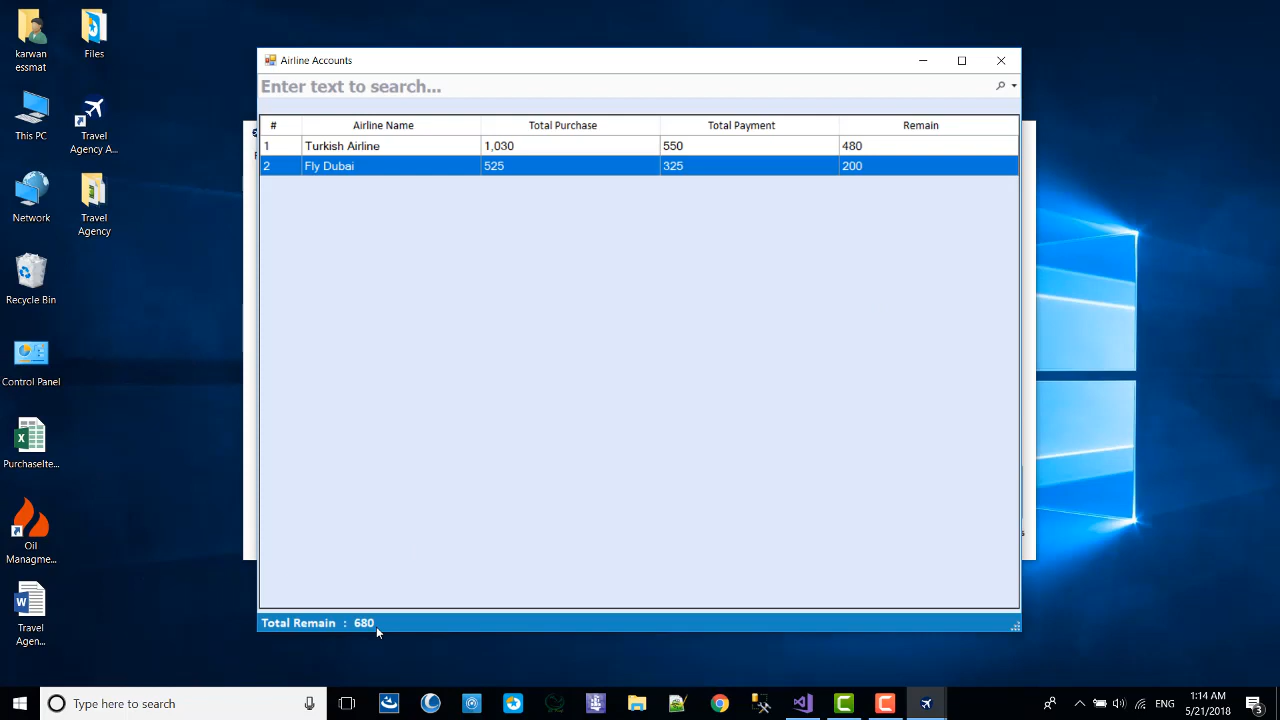 karwan
essmat
Files
This PC
Travel
Agency A...
Network
Travel
Agency
Recycle Bin
Control Panel
PurchaseIte...
Oil
Managme...
Travel
Agen...
Airline Accounts
Enter text to search...
# Airline Name Total Purchase Total Payment Remain
1 Turkish Airline 1,030 550 480
2 Fly Dubai 525 325 200
Total Remain : 680
Type here to search
ENG
1:14 AM
5/21/2018
3